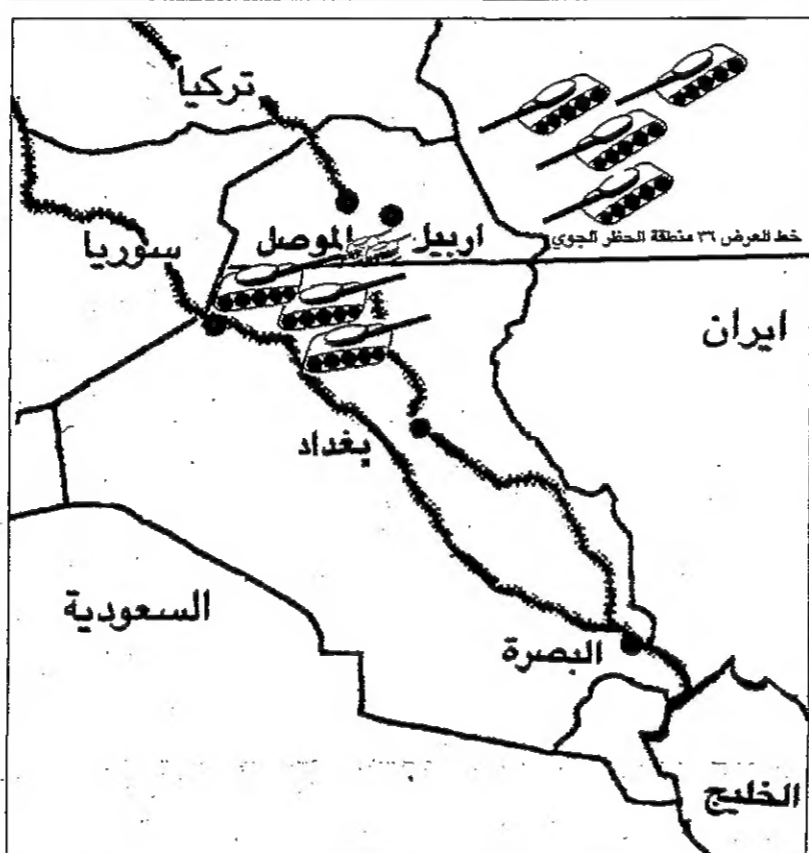 تركيا
سوريا
الموصل
اربيل
خط العرض ٣٦ منطقة الحظر الجوي
ايران
بغداد
السعودية
البصرة
الخليج